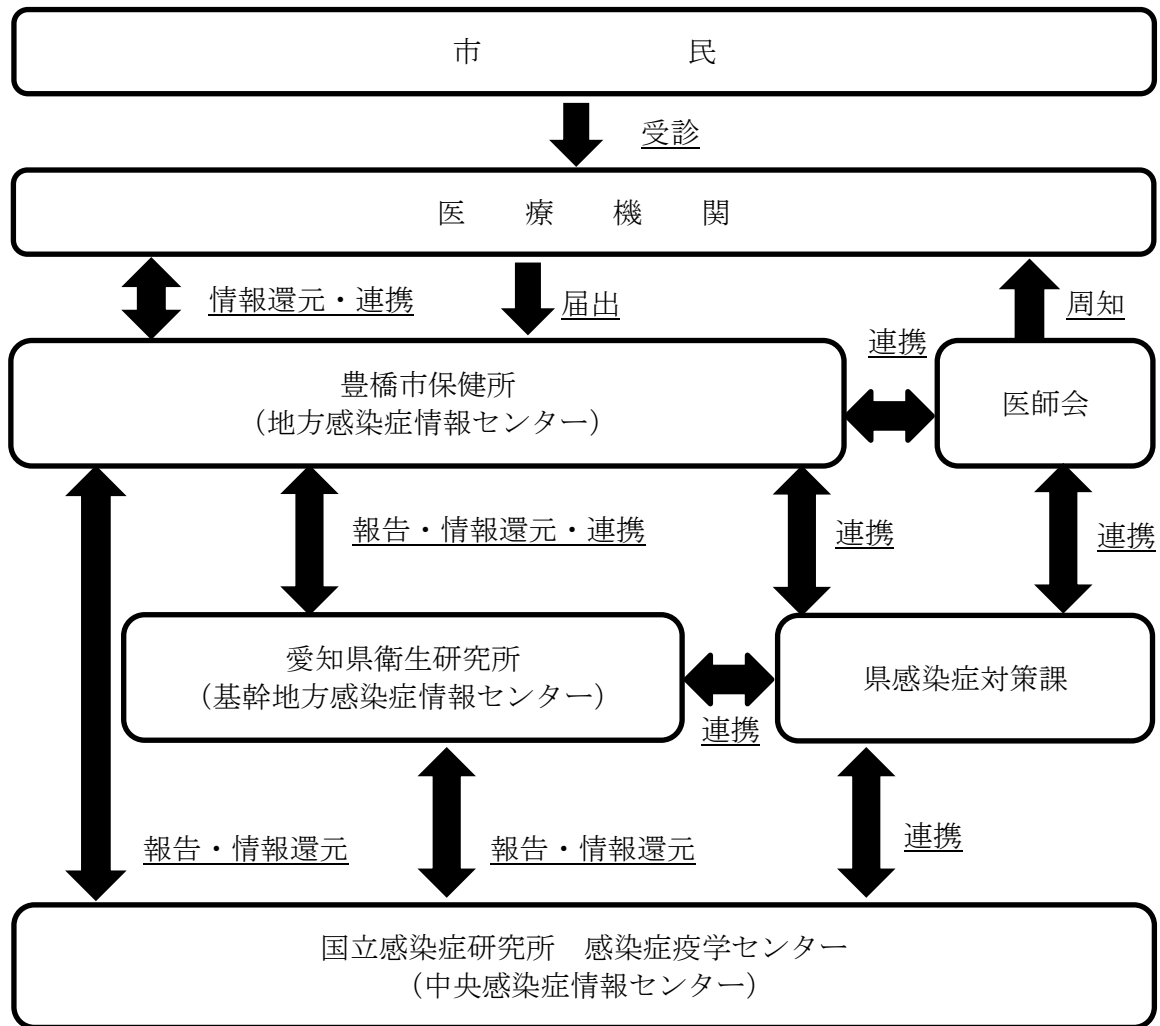 市民
受診
医療機関
情報還元・連携
届出
周知
豊橋市保健所
（地方感染症情報センター）
連携
医師会
報告・情報還元・連携
連携
連携
愛知県衛生研究所
（基幹地方感染症情報センター）
連携
県感染症対策課
報告・情報還元
報告・情報還元
連携
国立感染症研究所　感染症疫学センター
（中央感染症情報センター）